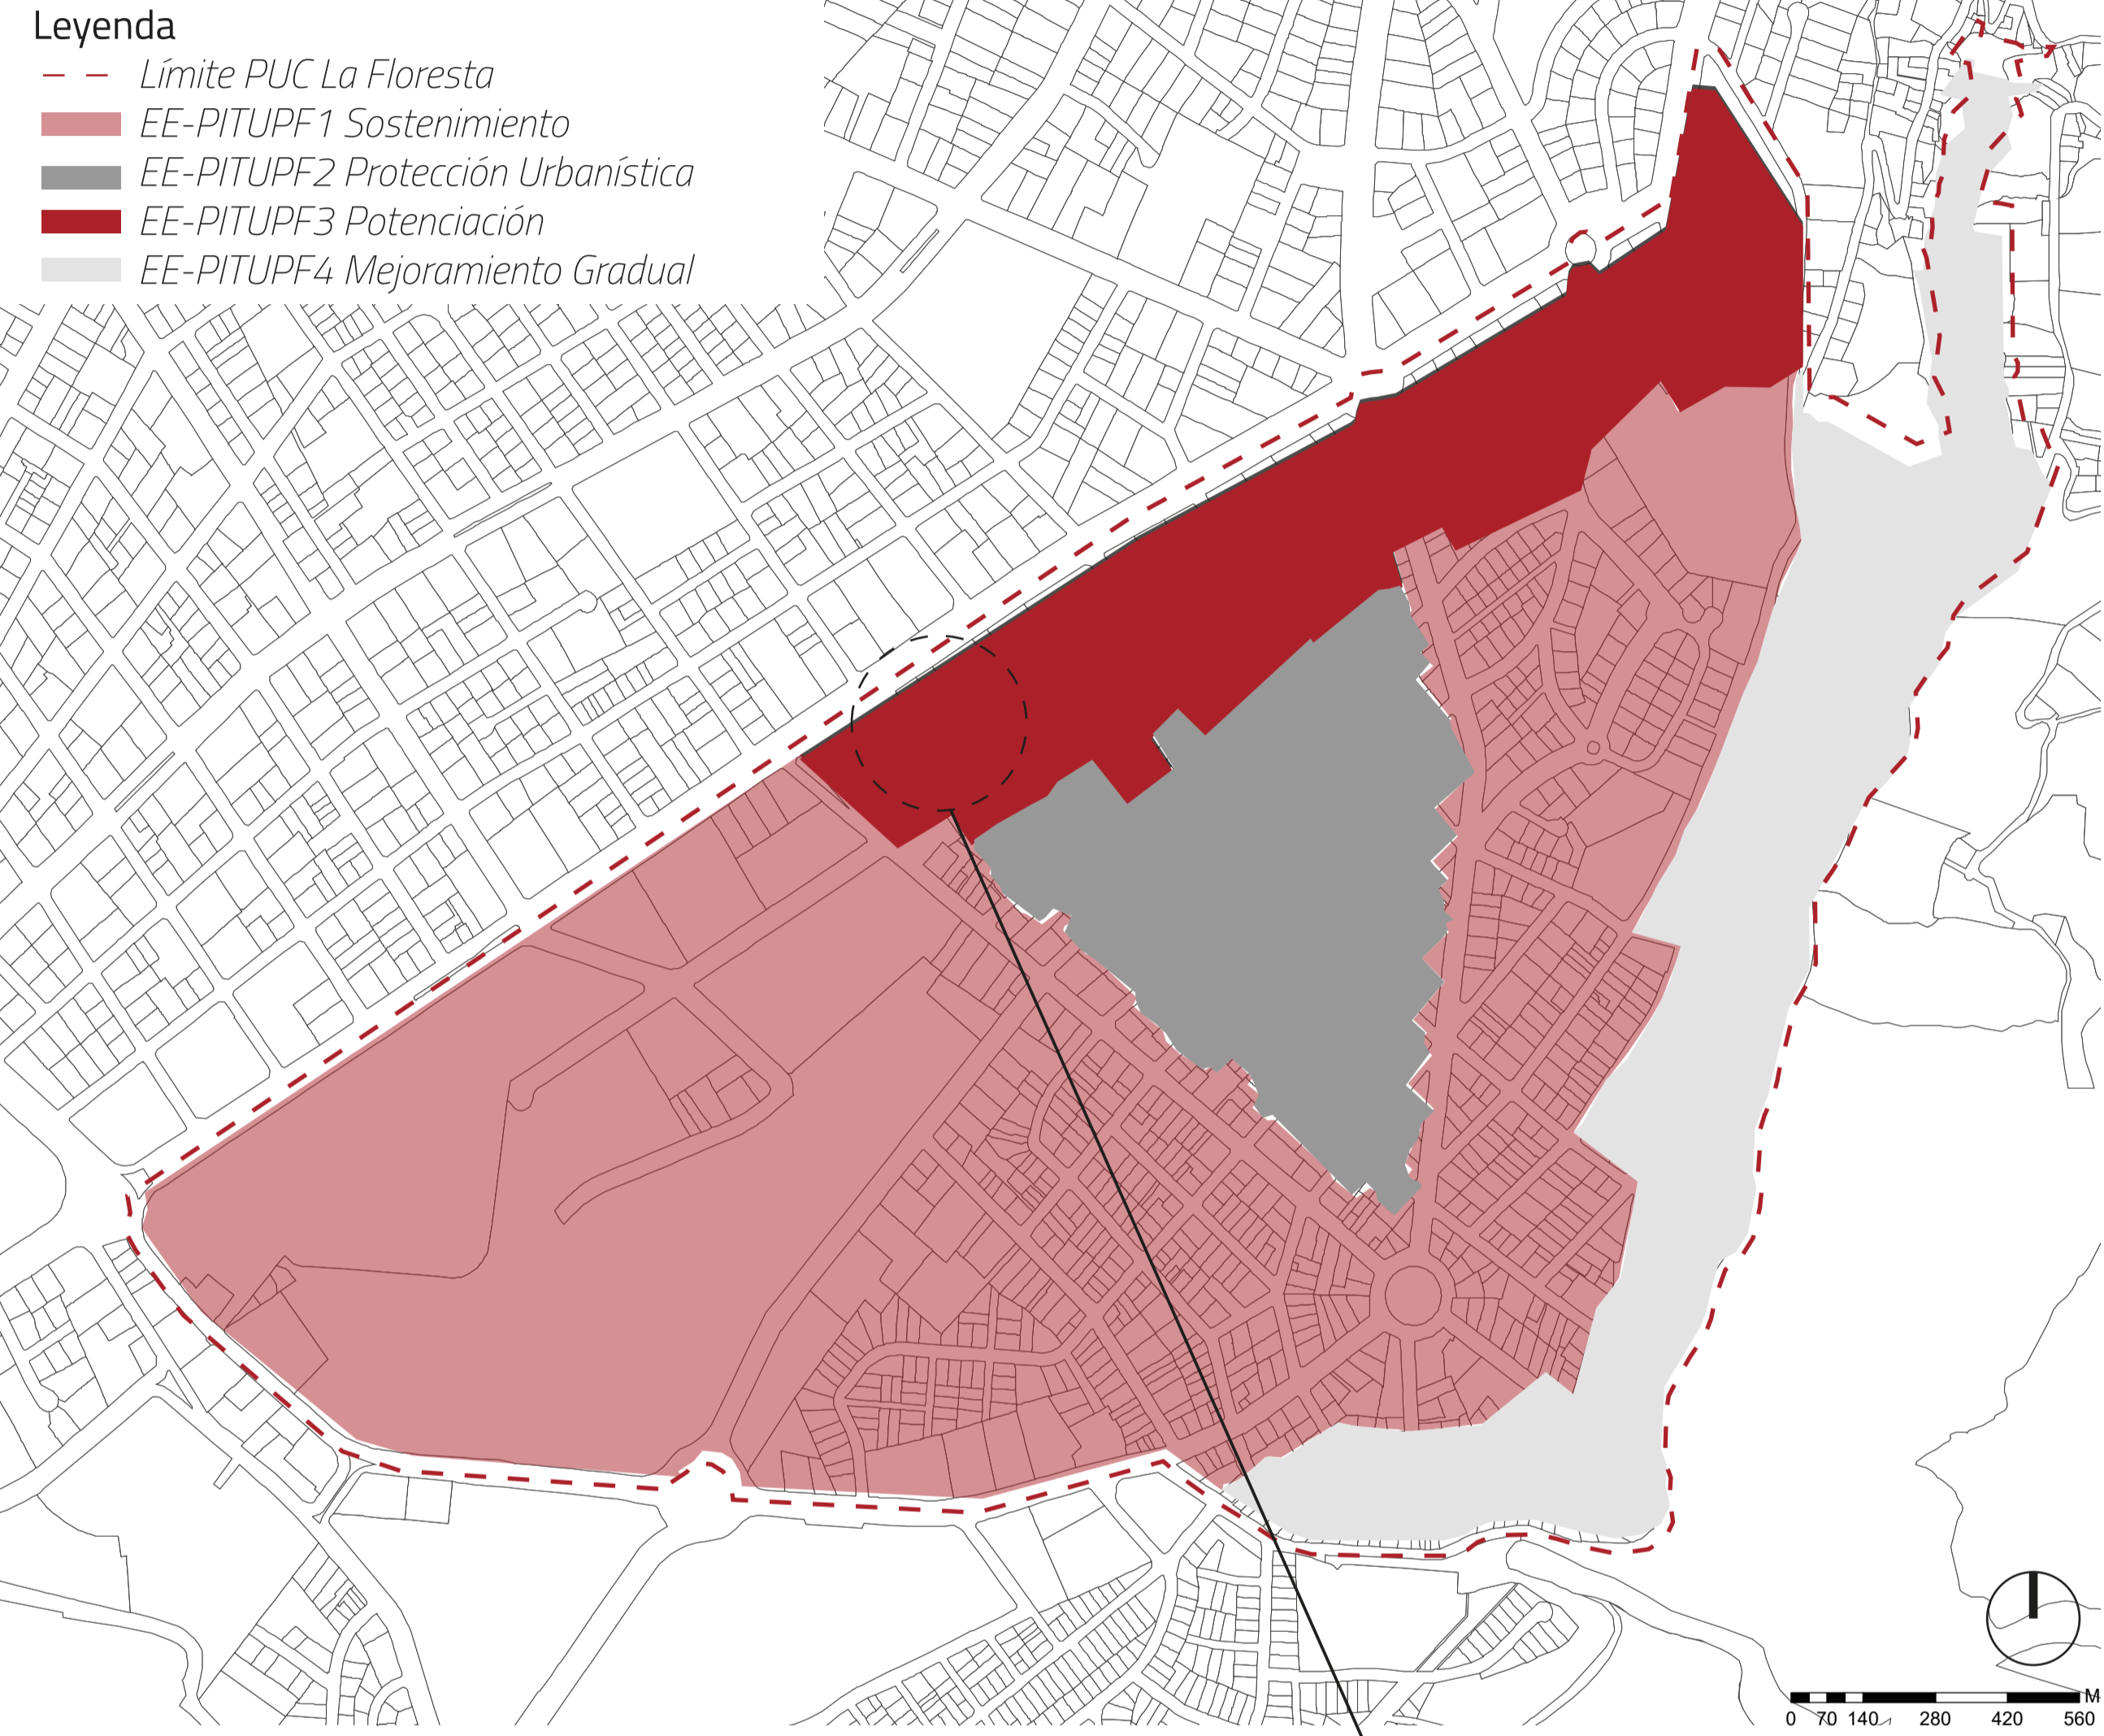 Leyenda
Límite PUC La Floresta
EE-PITUPF1 Sostenimiento
EE-PITUPF2 Protección Urbanística
EE-PITUPF3 Potenciación
EE-PITUPF4 Mejoramiento Gradual
M
0 70 140 280 420 560